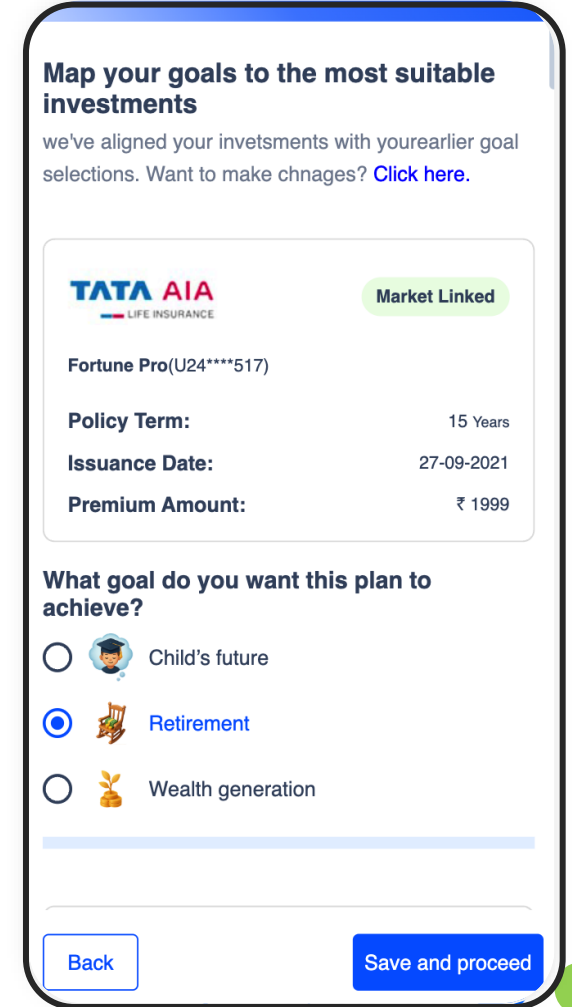 Map your goals to the most suitable
investments
we've aligned your invetsments with yourearlier goal
selections. Want to make chnages? Click here.
TATA AIA
LIFE INSURANCE
Market Linked
Fortune Pro(U24****517)
Policy Term: 15 Years
Issuance Date: 27-09-2021
Premium Amount: ₹ 1999
What goal do you want this plan to
achieve?
Child’s future
Retirement
Wealth generation
Back
Save and proceed